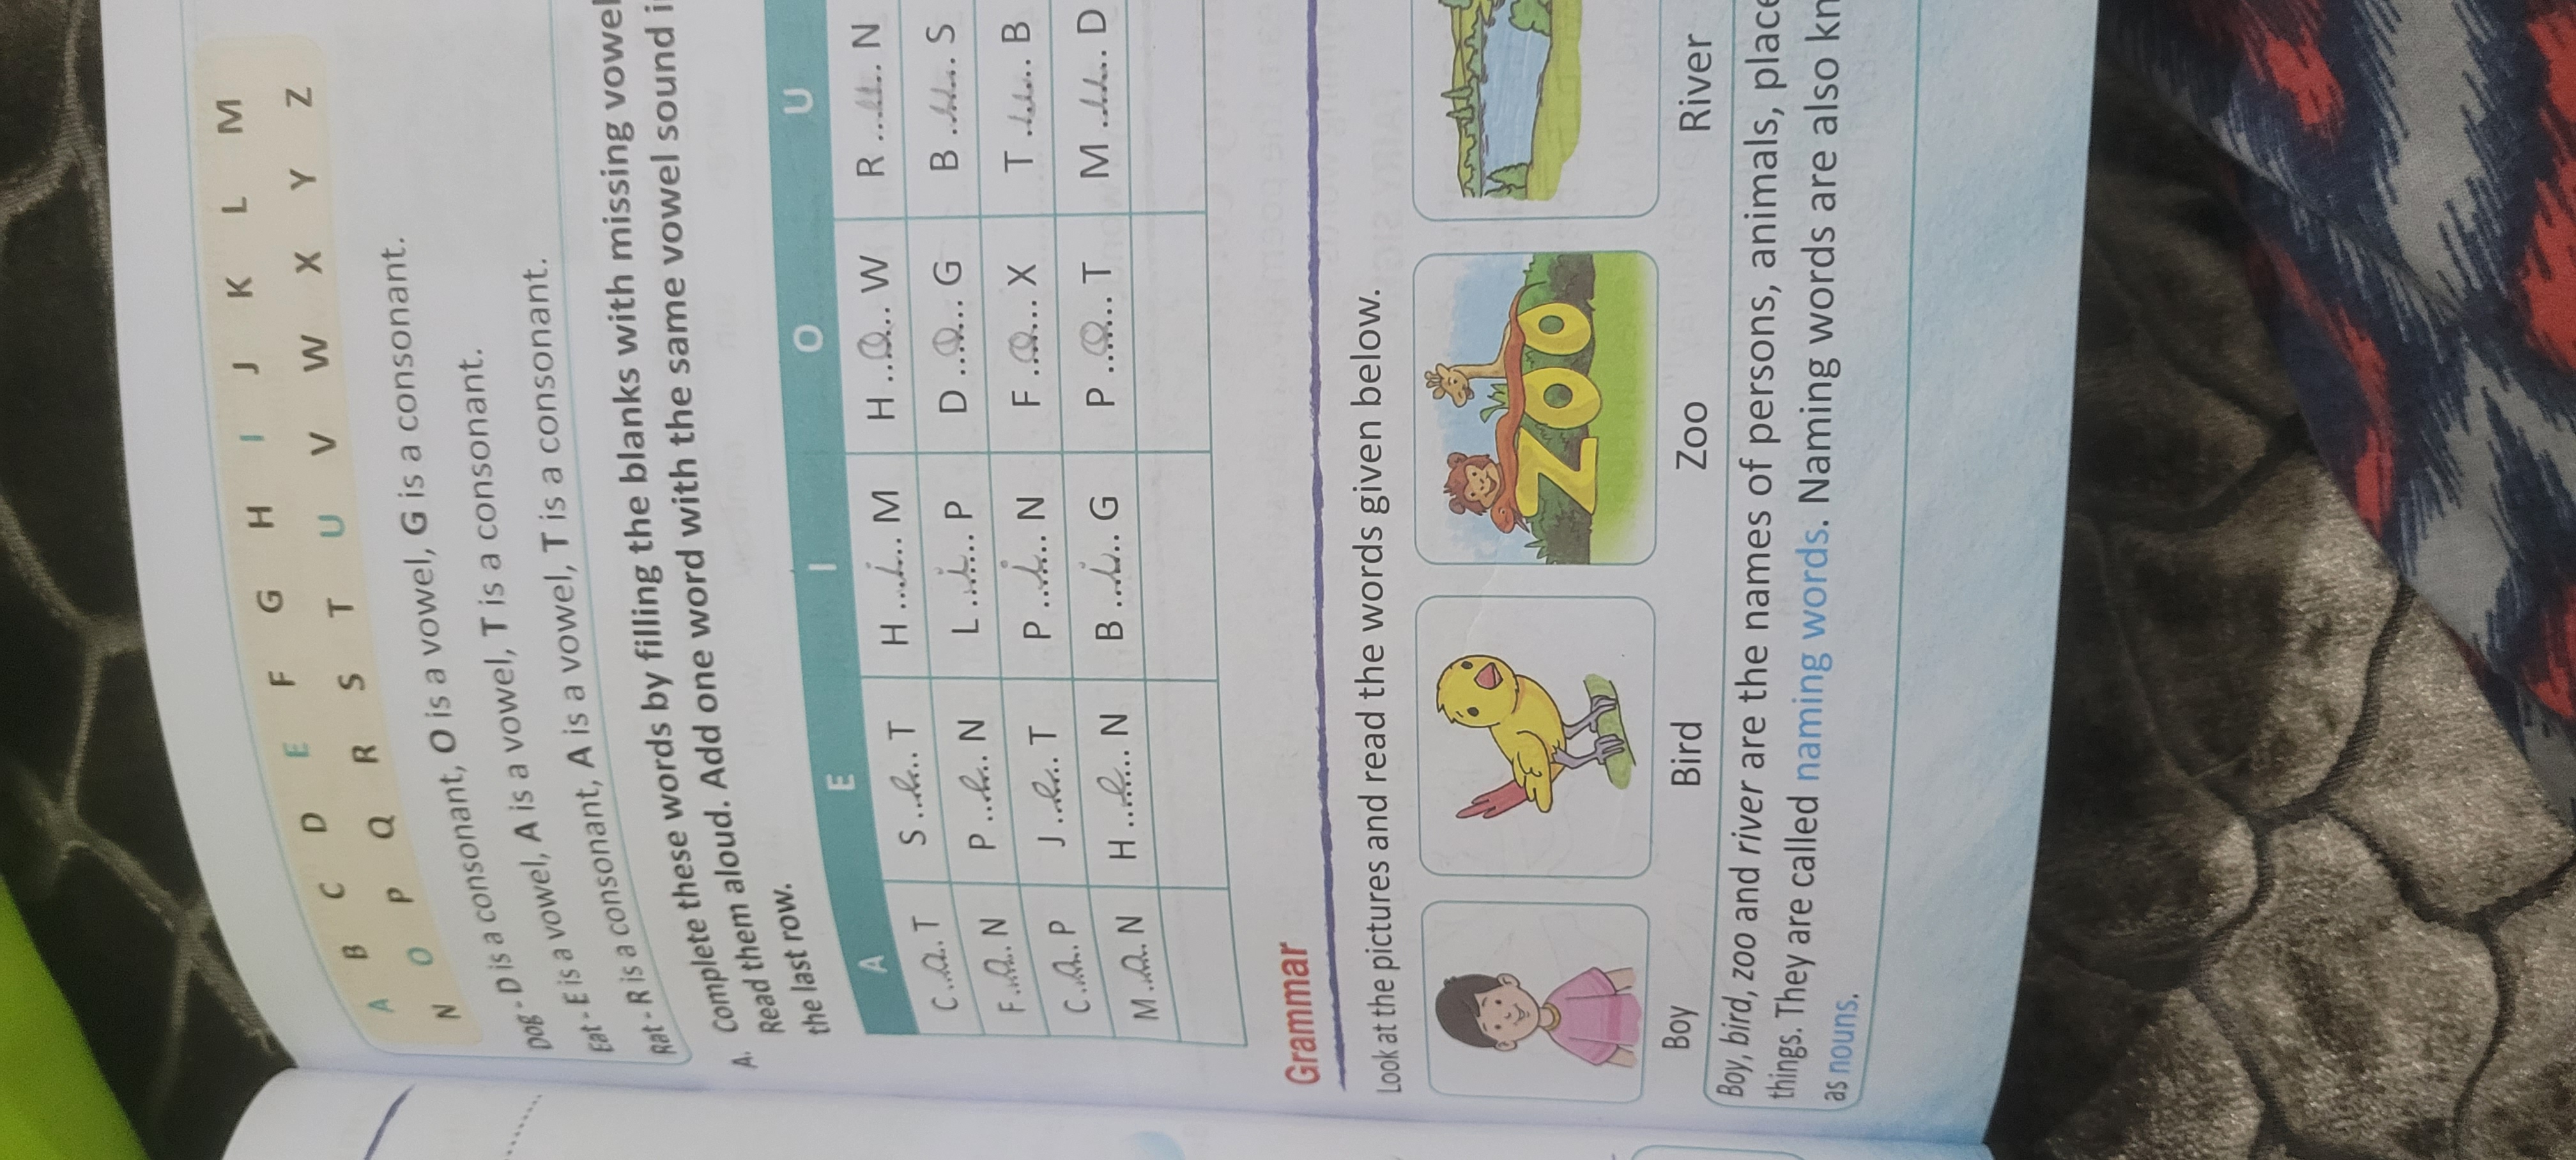 A B C D E F G H I J K L M
N O P Q R S T U V W X Y Z
Dog - D is a consonant, O is a vowel, G is a consonant.
Eat - E is a vowel, A is a vowel, T is a consonant.
Rat - R is a consonant, A is a vowel, T is a consonant.
A. Complete these words by filling the blanks with missing vowel
Read them aloud. Add one word with the same vowel sound i
the last row.
A E I O U
C...a...T S...e...T H...i...M H...o...W R...u...N
F...a...N P...e...N L...i...P D...o...G B...u...S
C...a...P J...e...T P...i...N F...o...X T...u...B
M...a...N H...e...N B...i...G P...o...T M...u...D
Grammar
Look at the pictures and read the words given below.
ZOO
Boy Bird Zoo River
Boy, bird, zoo and river are the names of persons, animals, place
things. They are called naming words. Naming words are also kn
as nouns.